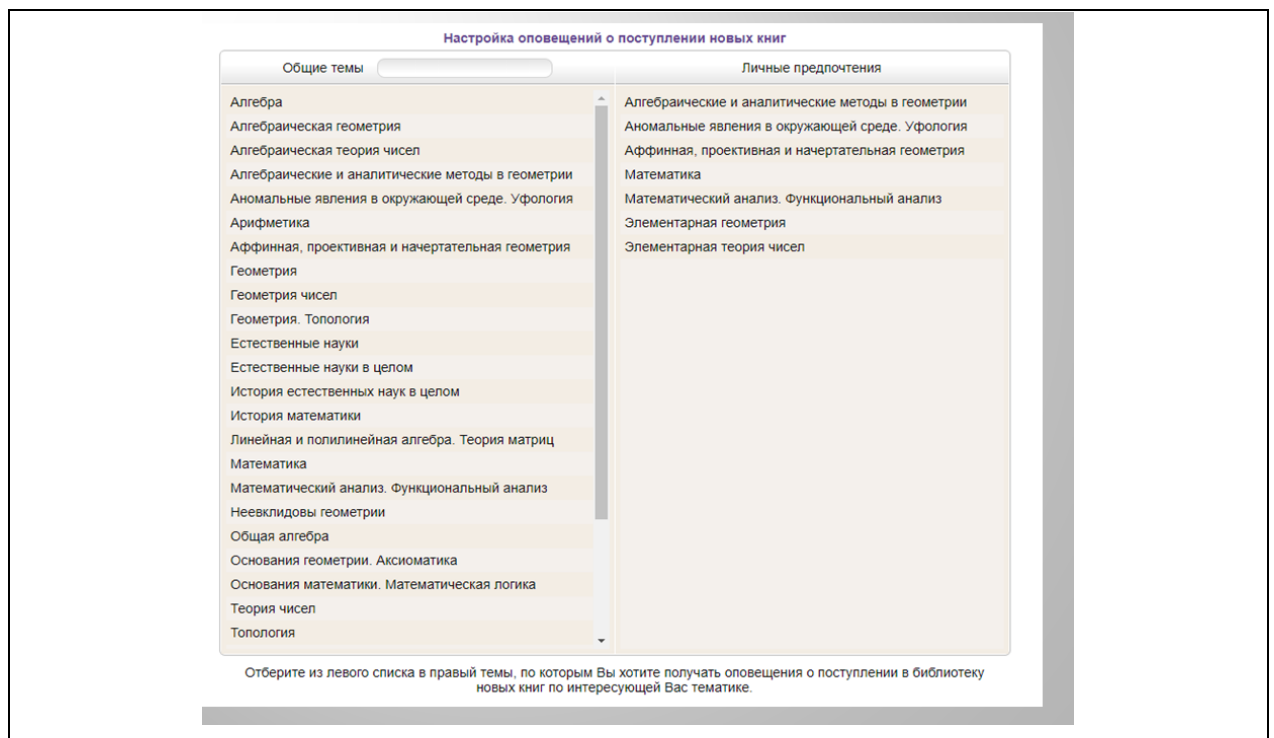 Настройка оповещений о поступлении новых книг
Общие темы
Личные предпочтения
Алгебра
Алгебраическая геометрия
Алгебраическая теория чисел
Алгебраические и аналитические методы в геометрии
Аномальные явления в окружающей среде. Уфология
Арифметика
Аффинная, проективная и начертательная геометрия
Геометрия
Геометрия чисел
Геометрия. Топология
Естественные науки
Естественные науки в целом
История естественных наук в целом
История математики
Линейная и полилинейная алгебра. Теория матриц
Математика
Математический анализ. Функциональный анализ
Неевклидовы геометрии
Общая алгебра
Основания геометрии. Аксиоматика
Основания математики. Математическая логика
Теория чисел
Топология
Алгебраические и аналитические методы в геометрии
Аномальные явления в окружающей среде. Уфология
Аффинная, проективная и начертательная геометрия
Математика
Математический анализ. Функциональный анализ
Элементарная геометрия
Элементарная теория чисел
Отберите из левого списка в правый темы, по которым Вы хотите получать оповещения о поступлении в библиотеку
новых книг по интересующей Вас тематике.